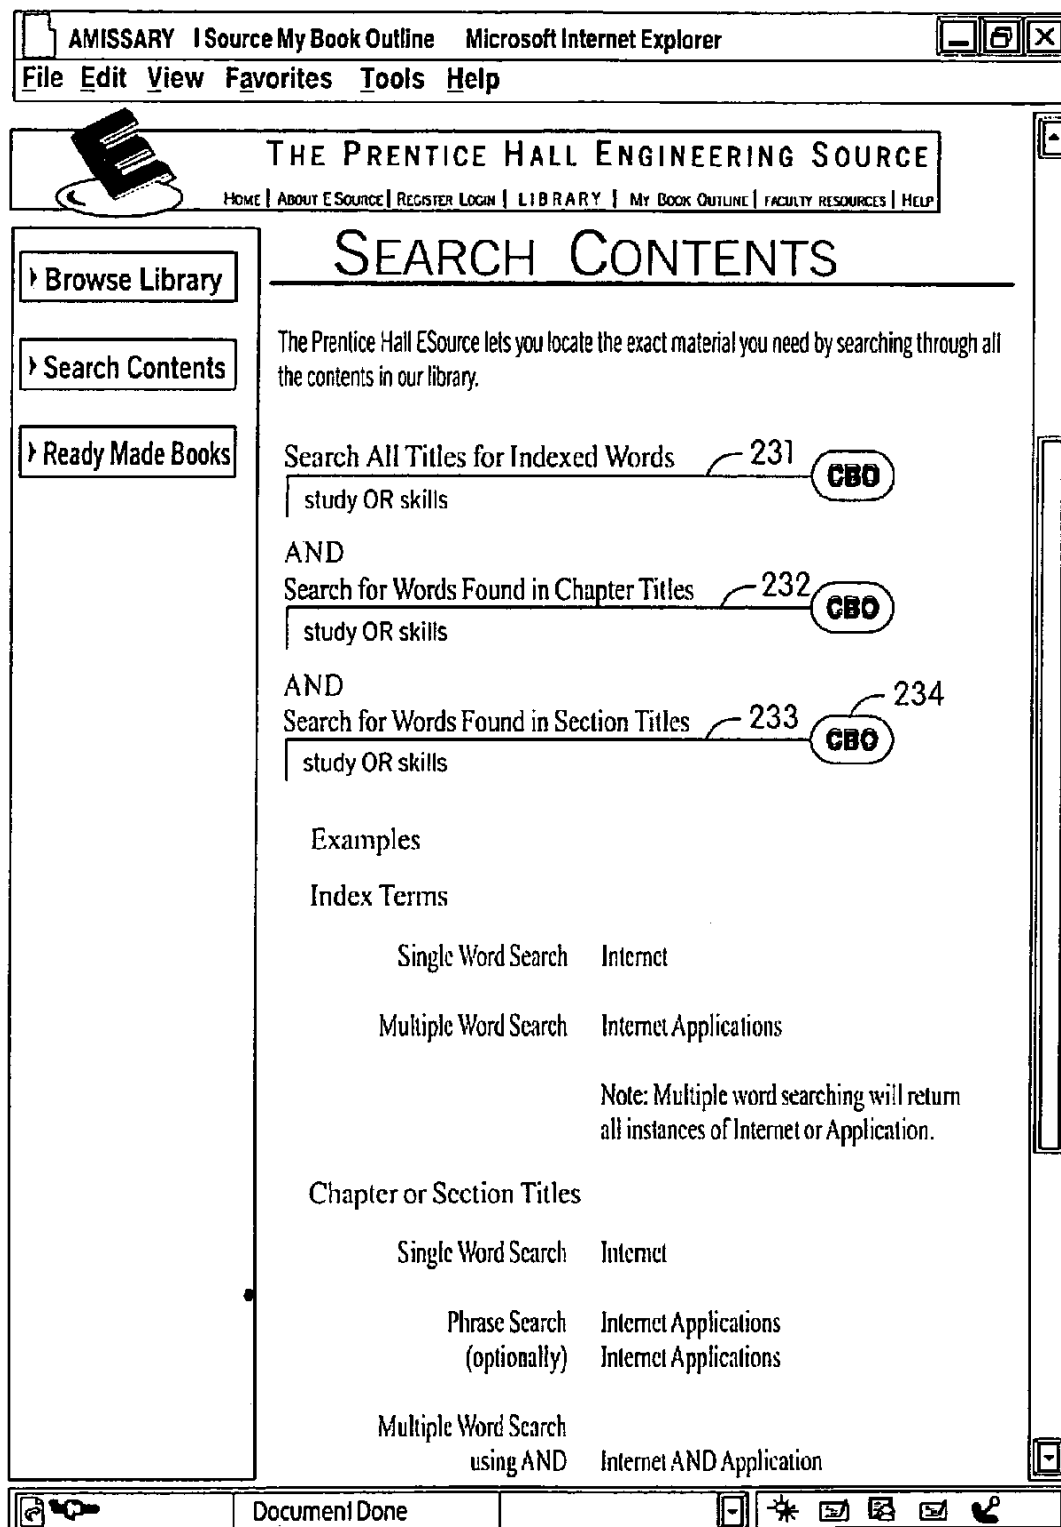 AMISSARY I Source My Book Outline Microsoft Internet Explorer
File Edit View Favorites Tools Help
E
THE PRENTICE HALL ENGINEERING SOURCE
HOME | ABOUT ESOURCE | REGISTER LOGIN | LIBRARY | MY BOOK OUTLINE | FACULTY RESOURCES | HELP
Browse Library
Search Contents
Ready Made Books
SEARCH CONTENTS
The Prentice Hall ESource lets you locate the exact material you need by searching through all
the contents in our library.
Search All Titles for Indexed Words 231 CBO
study OR skills
AND
Search for Words Found in Chapter Titles 232 CBO
study OR skills
AND
234
Search for Words Found in Section Titles 233 CBO
study OR skills
Examples
Index Terms
Single Word Search Internet
Multiple Word Search Internet Applications
Note: Multiple word searching will return
all instances of Internet or Application.
Chapter or Section Titles
Single Word Search Internet
Phrase Search Internet Applications
(optionally) Internet Applications
Multiple Word Search
using AND Internet AND Application
Document Done